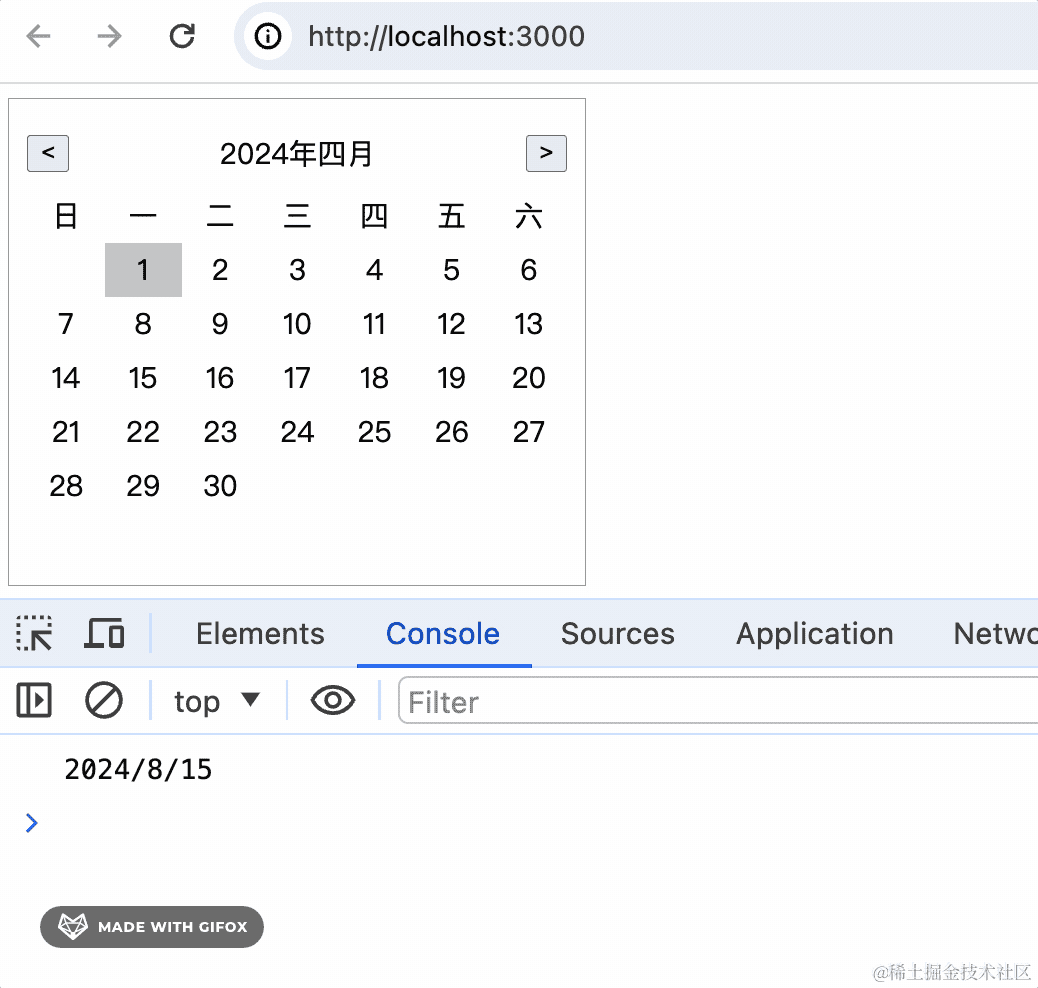 http://localhost:3000
< 2024年四月 >
日 一 二 三 四 五 六
1 2 3 4 5 6
7 8 9 10 11 12 13
14 15 16 17 18 19 20
21 22 23 24 25 26 27
28 29 30
Elements Console Sources Application Netwo
top ▼ Filter
2024/8/15
>
MADE WITH GIFOX
@稀土掘金技术社区